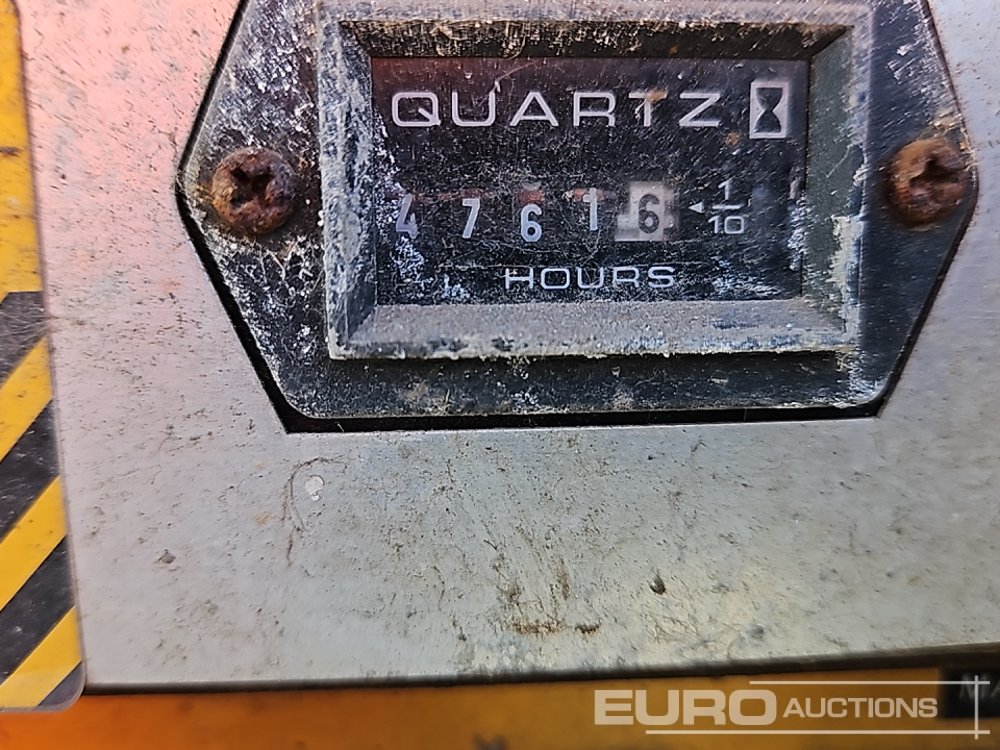 QUARTZ
4 7 6 1 6 1/10
HOURS
EURO AUCTIONS